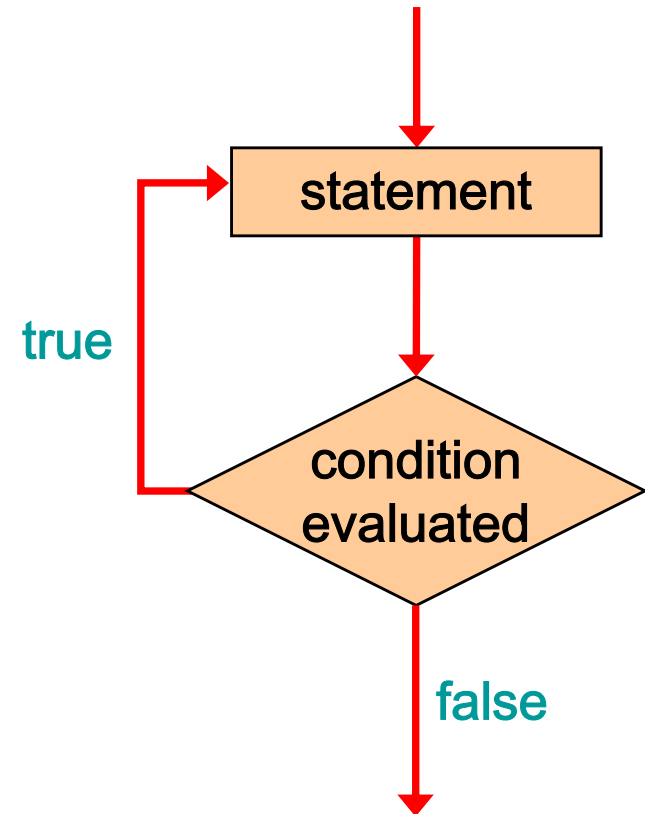 statement
true
condition
evaluated
false